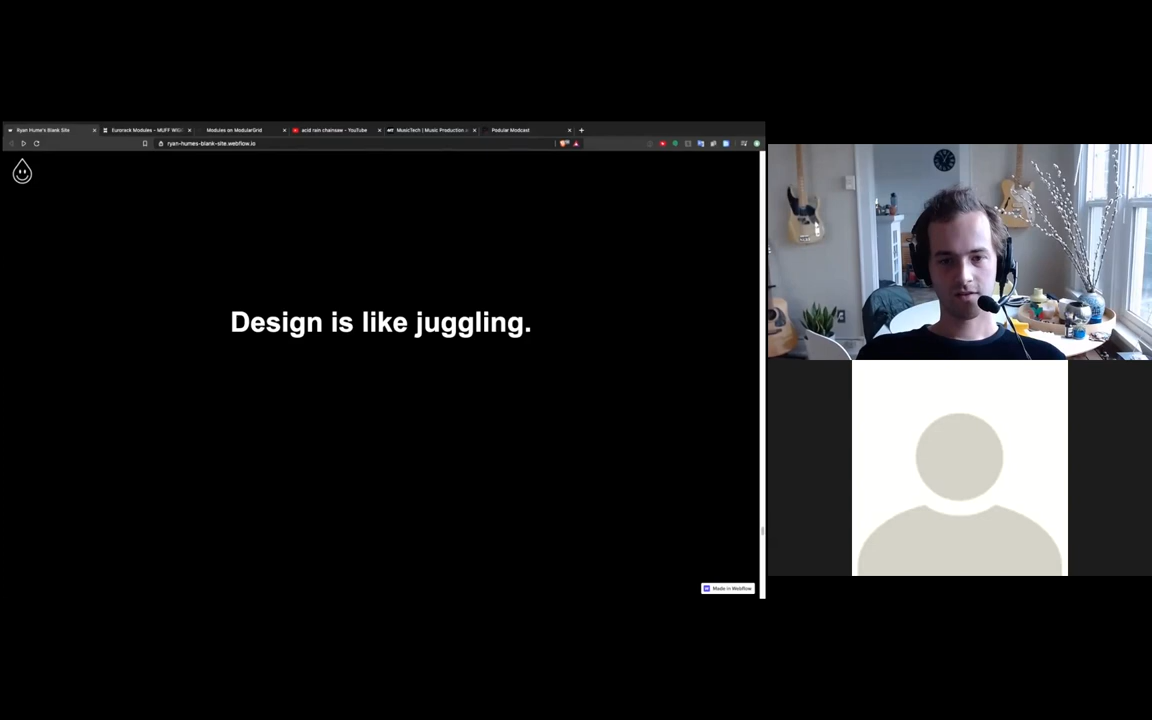 Ryan Hume's Blank Site
Eurorack Modules – MUFF WIG
Modules on ModularGrid
acid rain chainsaw - YouTube
MusicTech | Music Production
Podular Modcast
ryan-humes-blank-site.webflow.io
Design is like juggling.
Made in Webflow